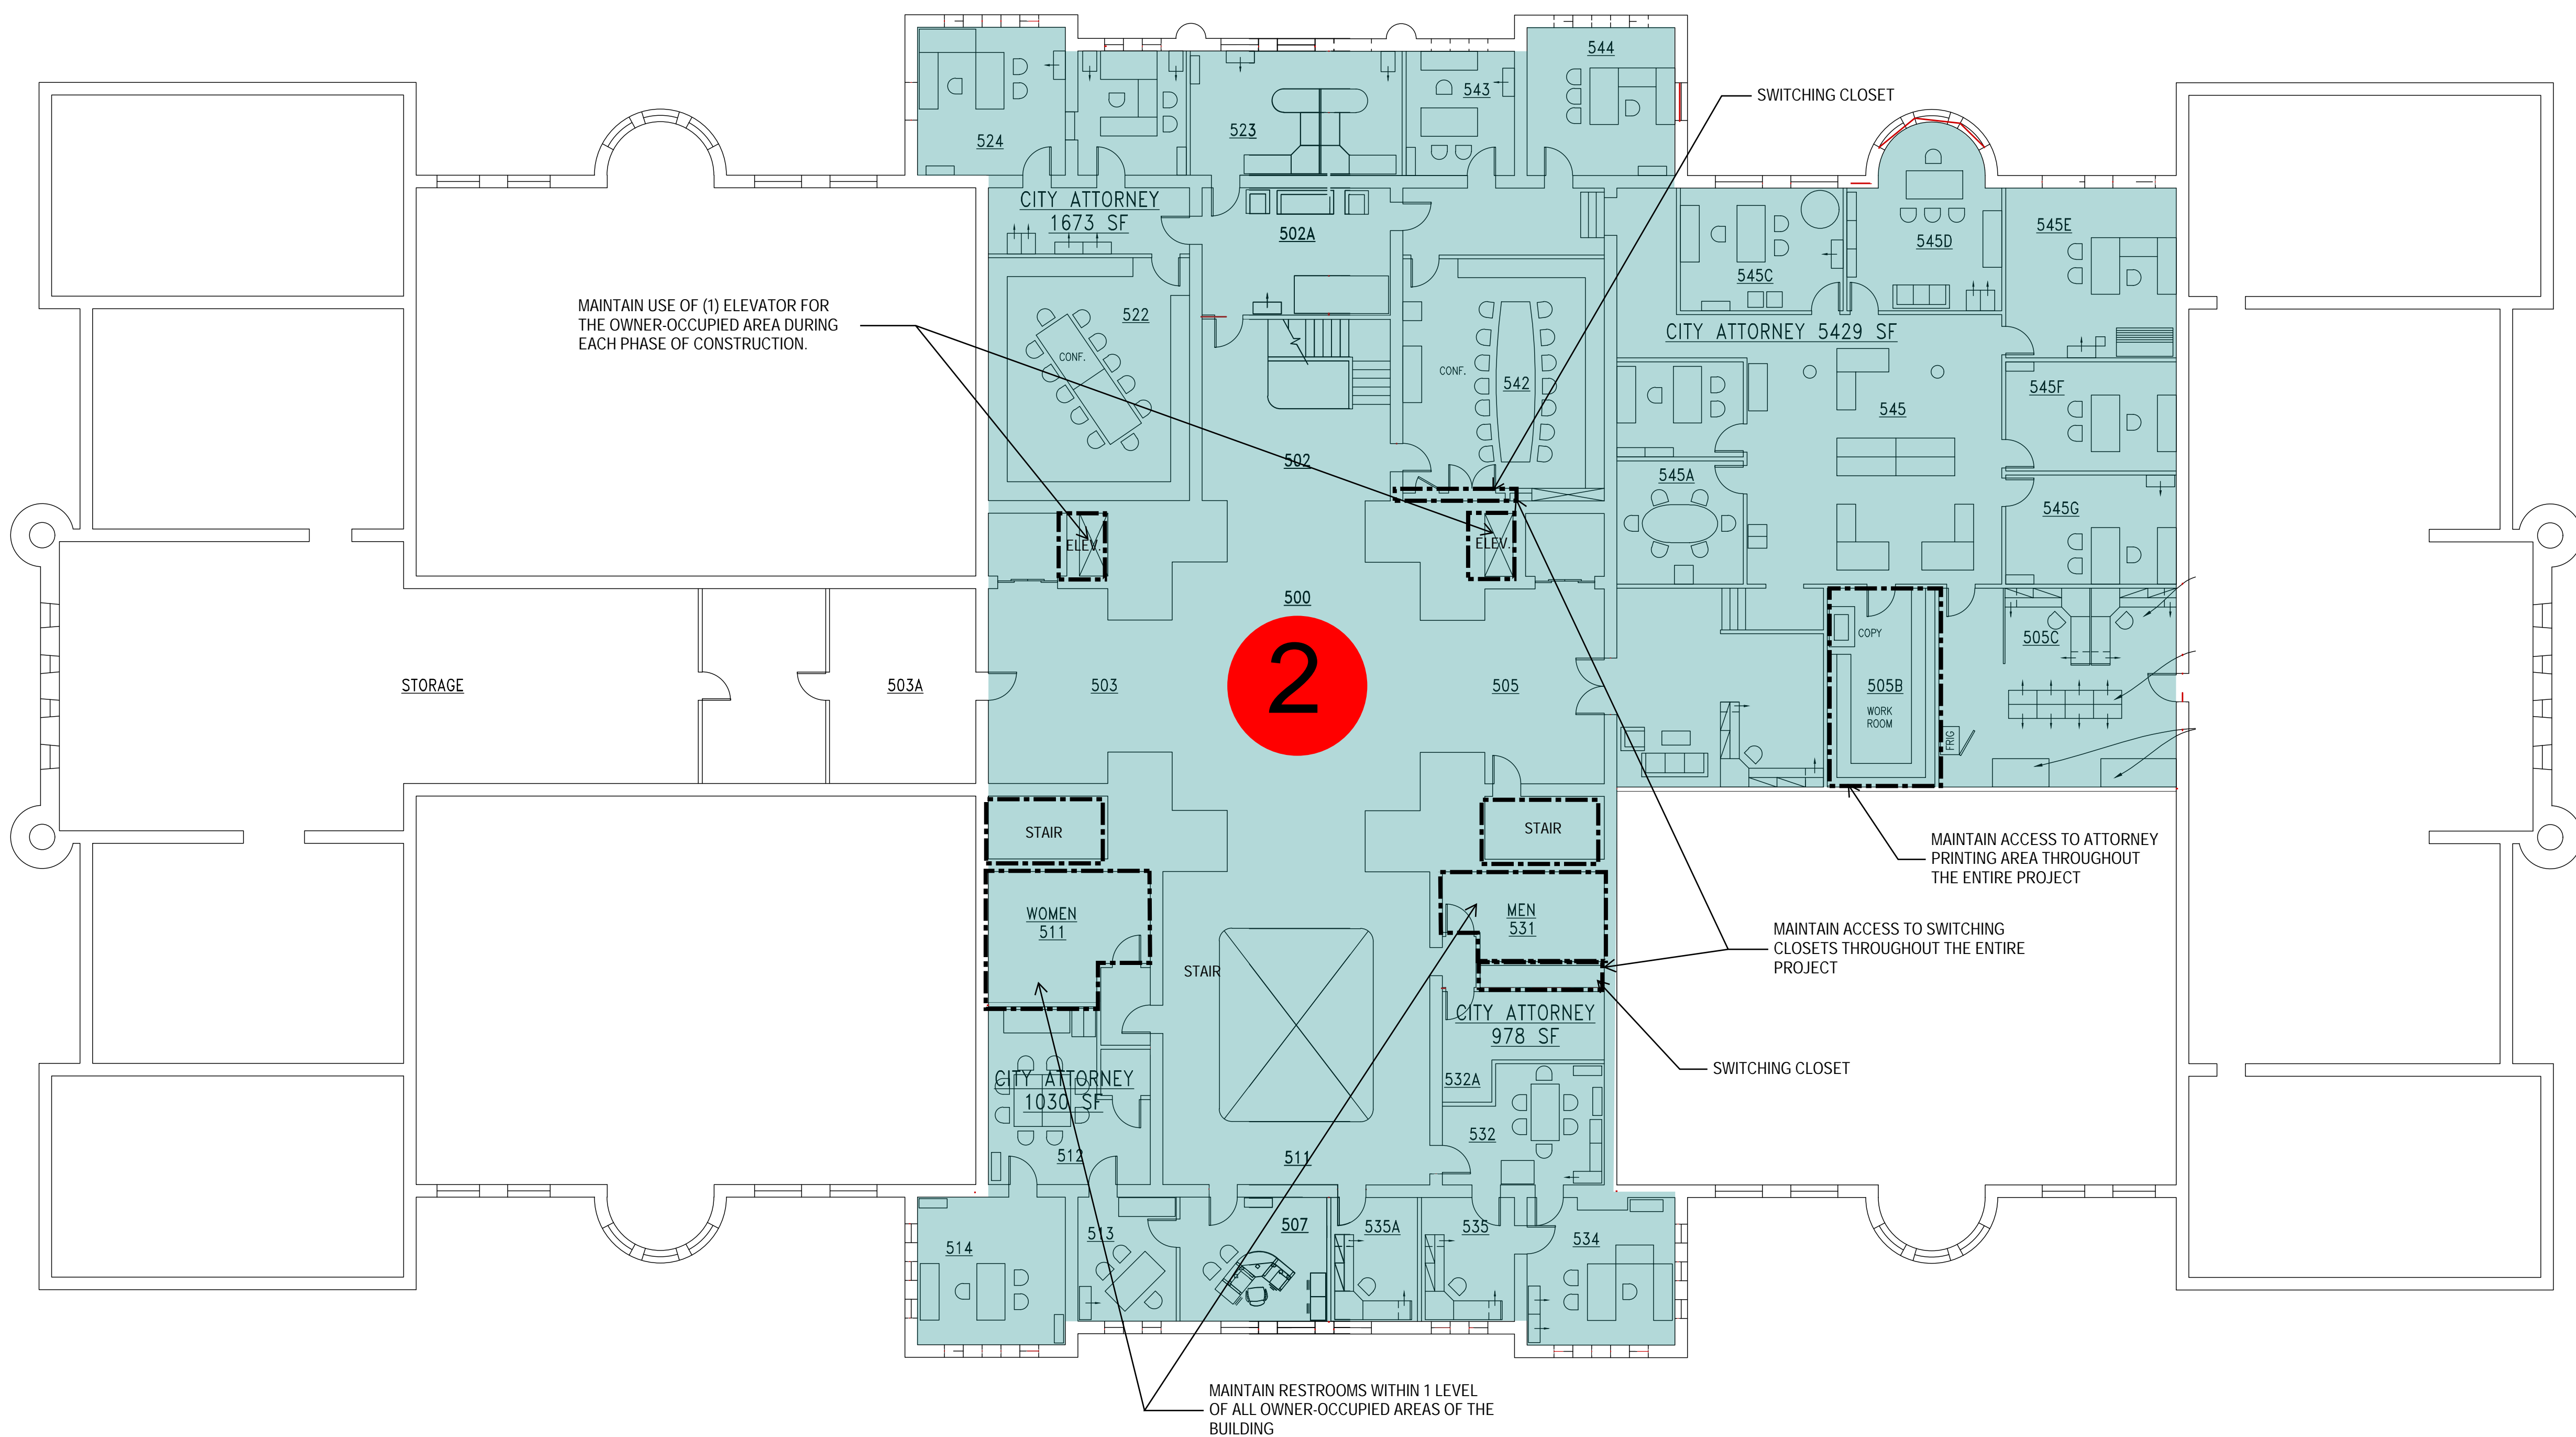 544
SWITCHING CLOSET
543
523
524
CITY ATTORNEY
1673 SF
502A
545D
545E
545C
MAINTAIN USE OF (1) ELEVATOR FOR
THE OWNER-OCCUPIED AREA DURING
EACH PHASE OF CONSTRUCTION.
522
CONF.
CITY ATTORNEY 5429 SF
CONF.
542
545F
545
502
545A
545G
ELEV.
ELEV.
500
COPY
505C
STORAGE
503A
503
2
505
505B
WORK
ROOM
FRIG
STAIR
STAIR
MAINTAIN ACCESS TO ATTORNEY
PRINTING AREA THROUGHOUT
THE ENTIRE PROJECT
WOMEN
511
MEN
531
MAINTAIN ACCESS TO SWITCHING
CLOSETS THROUGHOUT THE ENTIRE
PROJECT
STAIR
CITY ATTORNEY
978 SF
SWITCHING CLOSET
CITY ATTORNEY
1030 SF
532A
532
512
511
507
535A
535
513
514
534
MAINTAIN RESTROOMS WITHIN 1 LEVEL
OF ALL OWNER-OCCUPIED AREAS OF THE
BUILDING